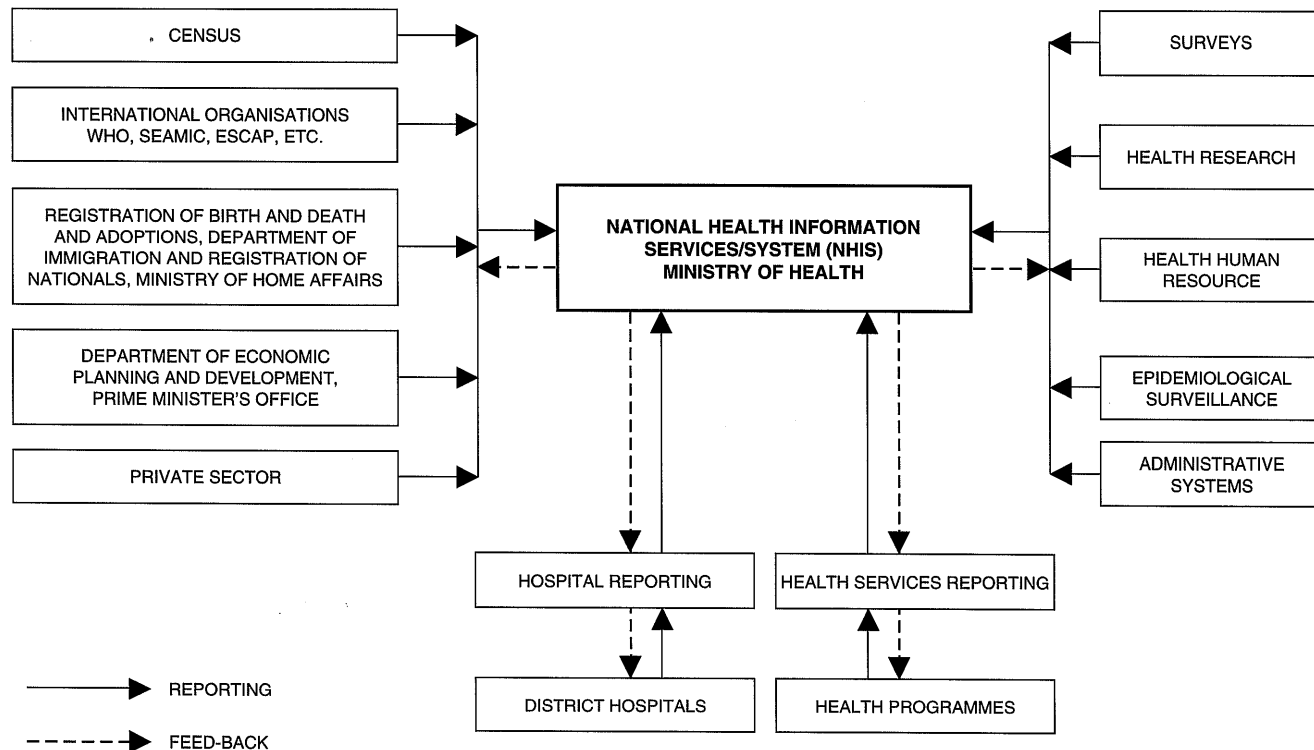 CENSUS
INTERNATIONAL ORGANISATIONS
WHO, SEAMIC, ESCAP, ETC.
REGISTRATION OF BIRTH AND DEATH
AND ADOPTIONS, DEPARTMENT OF
IMMIGRATION AND REGISTRATION OF
NATIONALS, MINISTRY OF HOME AFFAIRS
DEPARTMENT OF ECONOMIC
PLANNING AND DEVELOPMENT,
PRIME MINISTER'S OFFICE
PRIVATE SECTOR
NATIONAL HEALTH INFORMATION
SERVICES/SYSTEM (NHIS)
MINISTRY OF HEALTH
SURVEYS
HEALTH RESEARCH
HEALTH HUMAN
RESOURCE
EPIDEMIOLOGICAL
SURVEILLANCE
ADMINISTRATIVE
SYSTEMS
HOSPITAL REPORTING
HEALTH SERVICES REPORTING
DISTRICT HOSPITALS
HEALTH PROGRAMMES
REPORTING
FEED-BACK